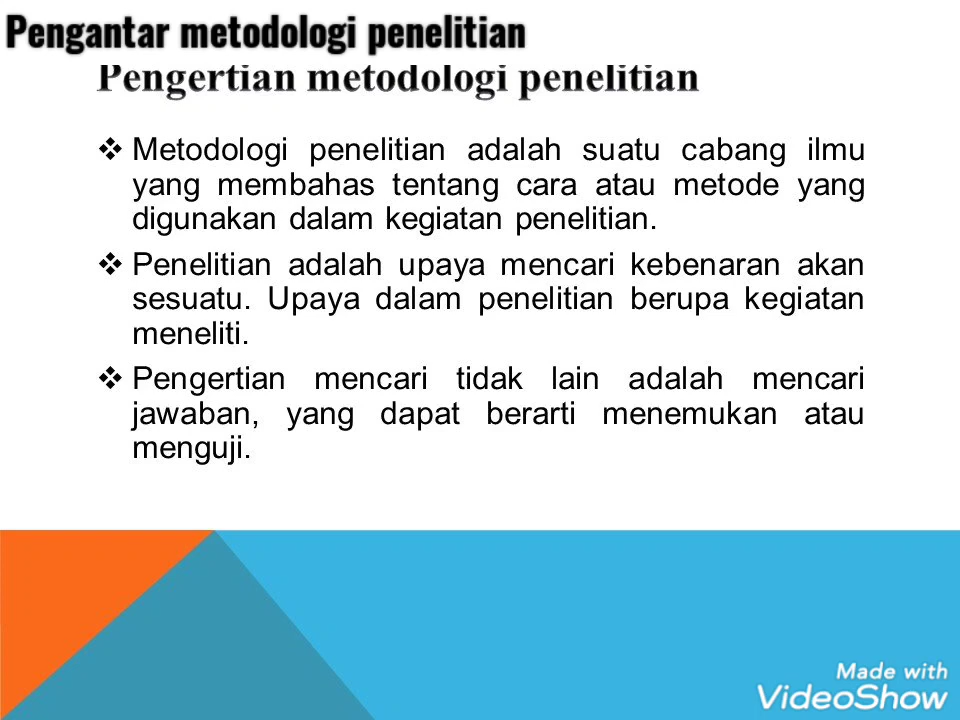 Pengantar metodologi penelitian
Pengertian metodologi penelitian
❖ Metodologi penelitian adalah suatu cabang ilmu
yang membahas tentang cara atau metode yang
digunakan dalam kegiatan penelitian.
❖ Penelitian adalah upaya mencari kebenaran akan
sesuatu. Upaya dalam penelitian berupa kegiatan
meneliti.
❖ Pengertian mencari tidak lain adalah mencari
jawaban, yang dapat berarti menemukan atau
menguji.
Made with
VideoShow